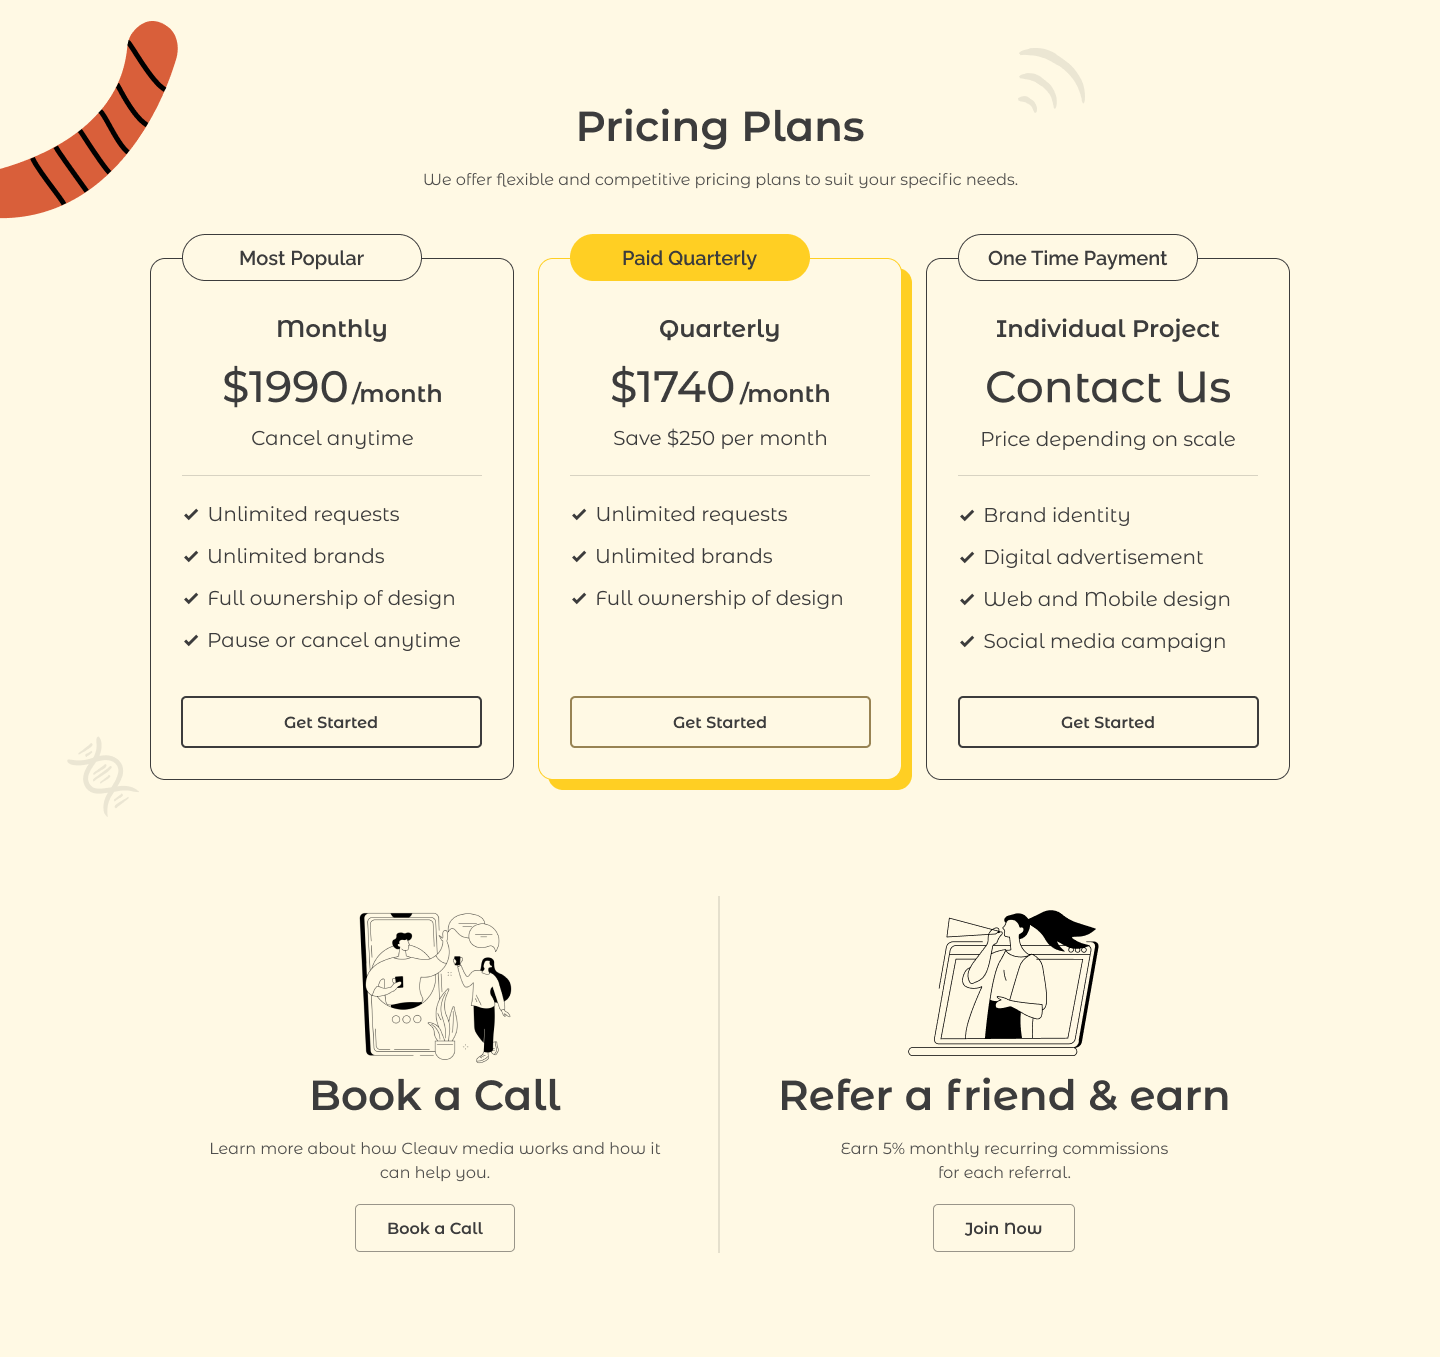 Pricing Plans
We offer flexible and competitive pricing plans to suit your specific needs.
Most Popular
Monthly
$1990/month
Cancel anytime
Unlimited requests
Unlimited brands
Full ownership of design
Pause or cancel anytime
Get Started
Paid Quarterly
Quarterly
$1740/month
Save $250 per month
Unlimited requests
Unlimited brands
Full ownership of design
Get Started
One Time Payment
Individual Project
Contact Us
Price depending on scale
Brand identity
Digital advertisement
Web and Mobile design
Social media campaign
Get Started
Book a Call
Learn more about how Cleauv media works and how it
can help you.
Book a Call
Refer a friend & earn
Earn 5% monthly recurring commissions
for each referral.
Join Now